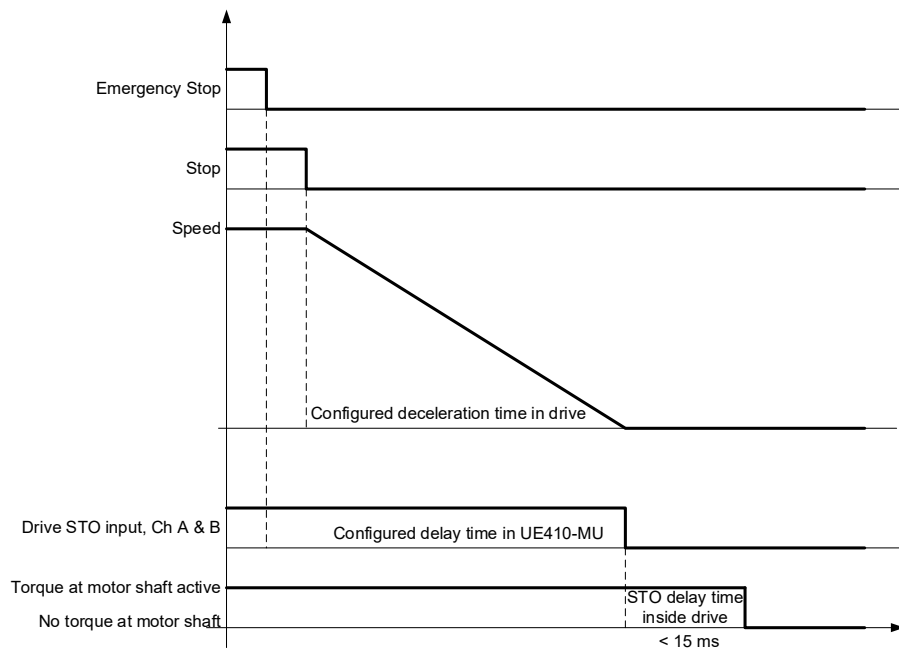 Emergency Stop
Stop
Speed
Configured deceleration time in drive
Drive STO input, Ch A & B
Configured delay time in UE410-MU
Torque at motor shaft active
STO delay time
inside drive
No torque at motor shaft
< 15 ms